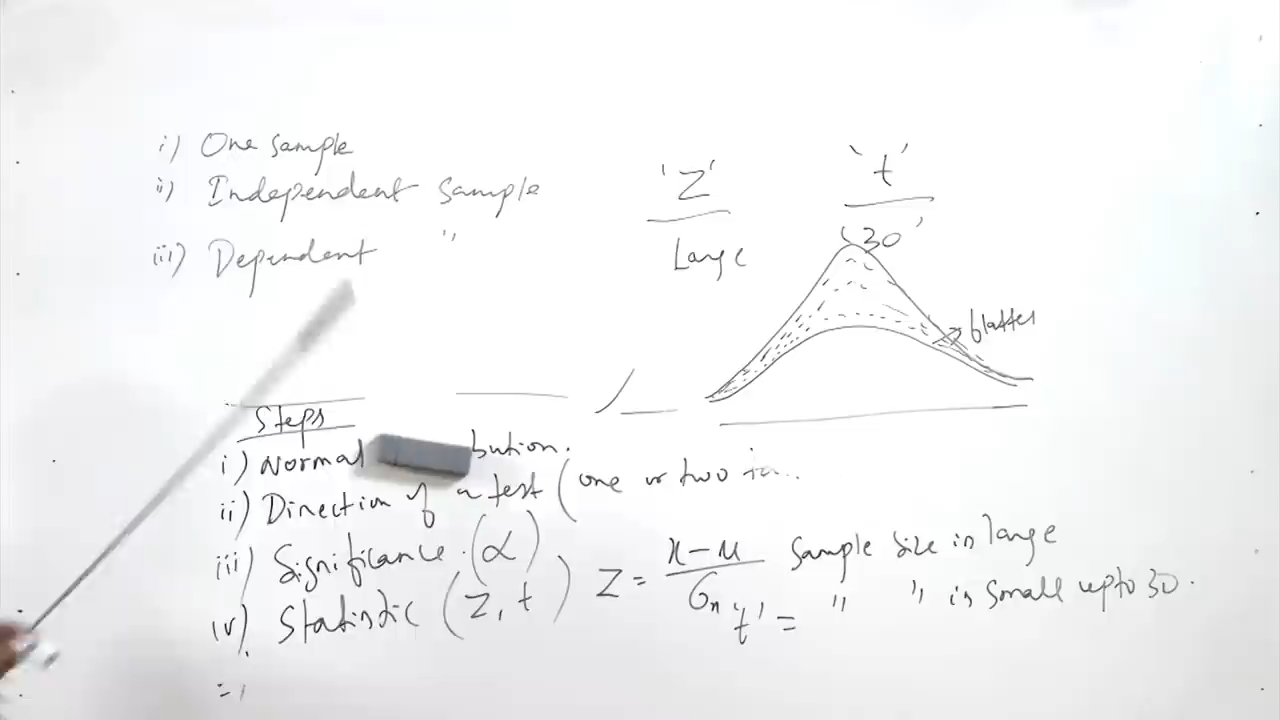 i) One sample
ii) Independent sample
iii) Dependent "
'Z'
Large
't'
'30'
flatter
Steps
i) Normal bution.
ii) Direction of a test (one or two
iii) Significance. (α)
iv) Statistic (Z, t) Z = x-μ / σn sample size is large
't' = " " is small upto 30.